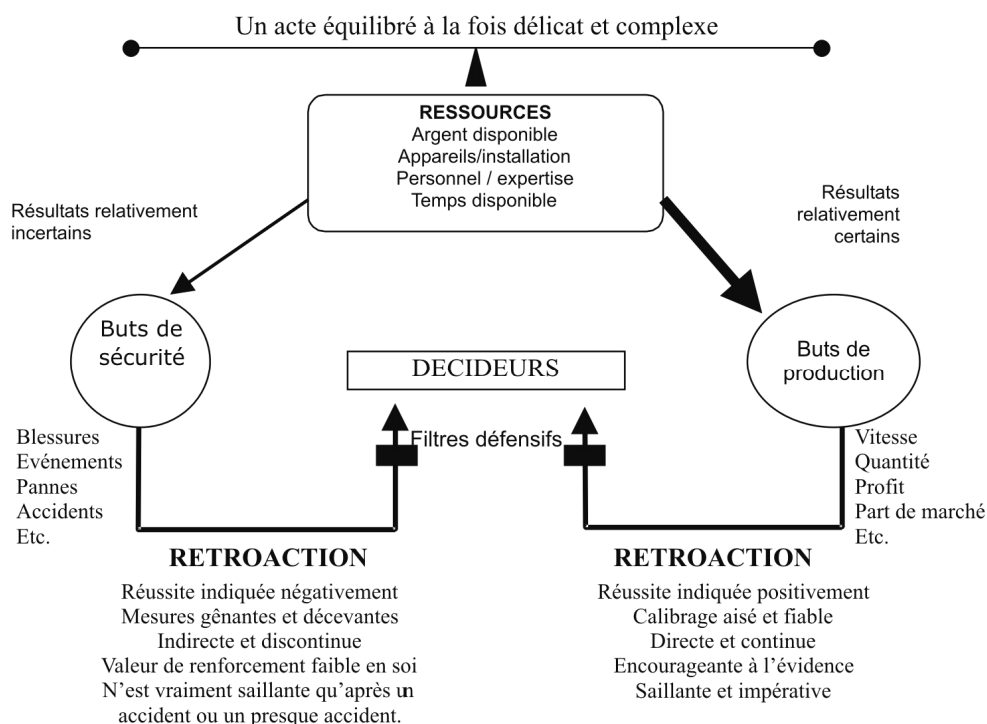 Un acte équilibré à la fois délicat et complexe
RESSOURCES
Argent disponible
Appareils/installation
Personnel / expertise
Temps disponible
Résultats relativement
incertains
Résultats
relativement
certains
Buts de
sécurité
DECIDEURS
Buts de
production
Filtres défensifs
Blessures
Evénements
Pannes
Accidents
Etc.
Vitesse
Quantité
Profit
Part de marché
Etc.
RETROACTION
Réussite indiquée négativement
Mesures gênantes et décevantes
Indirecte et discontinue
Valeur de renforcement faible en soi
N’est vraiment saillante qu’après un
accident ou un presque accident.
RETROACTION
Réussite indiquée positivement
Calibrage aisé et fiable
Directe et continue
Encourageante à l’évidence
Saillante et impérative